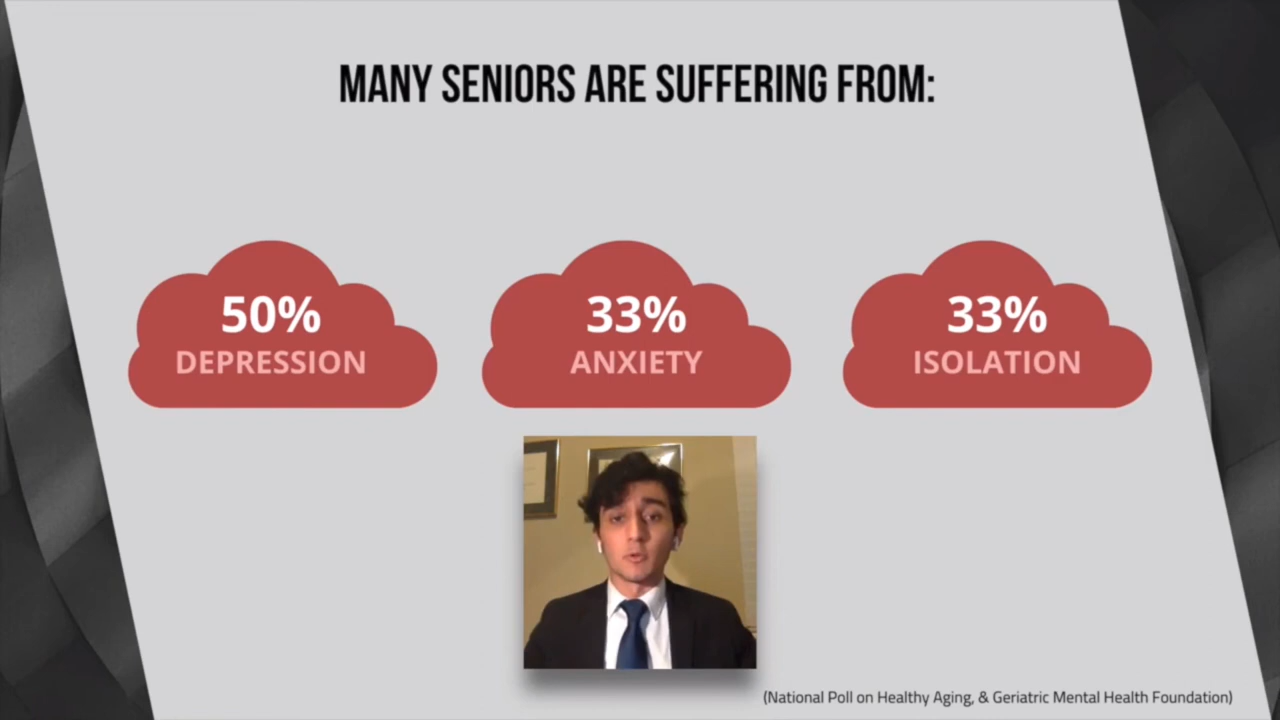 MANY SENIORS ARE SUFFERING FROM:
50%
DEPRESSION
33%
ANXIETY
33%
ISOLATION
(National Poll on Healthy Aging, & Geriatric Mental Health Foundation)